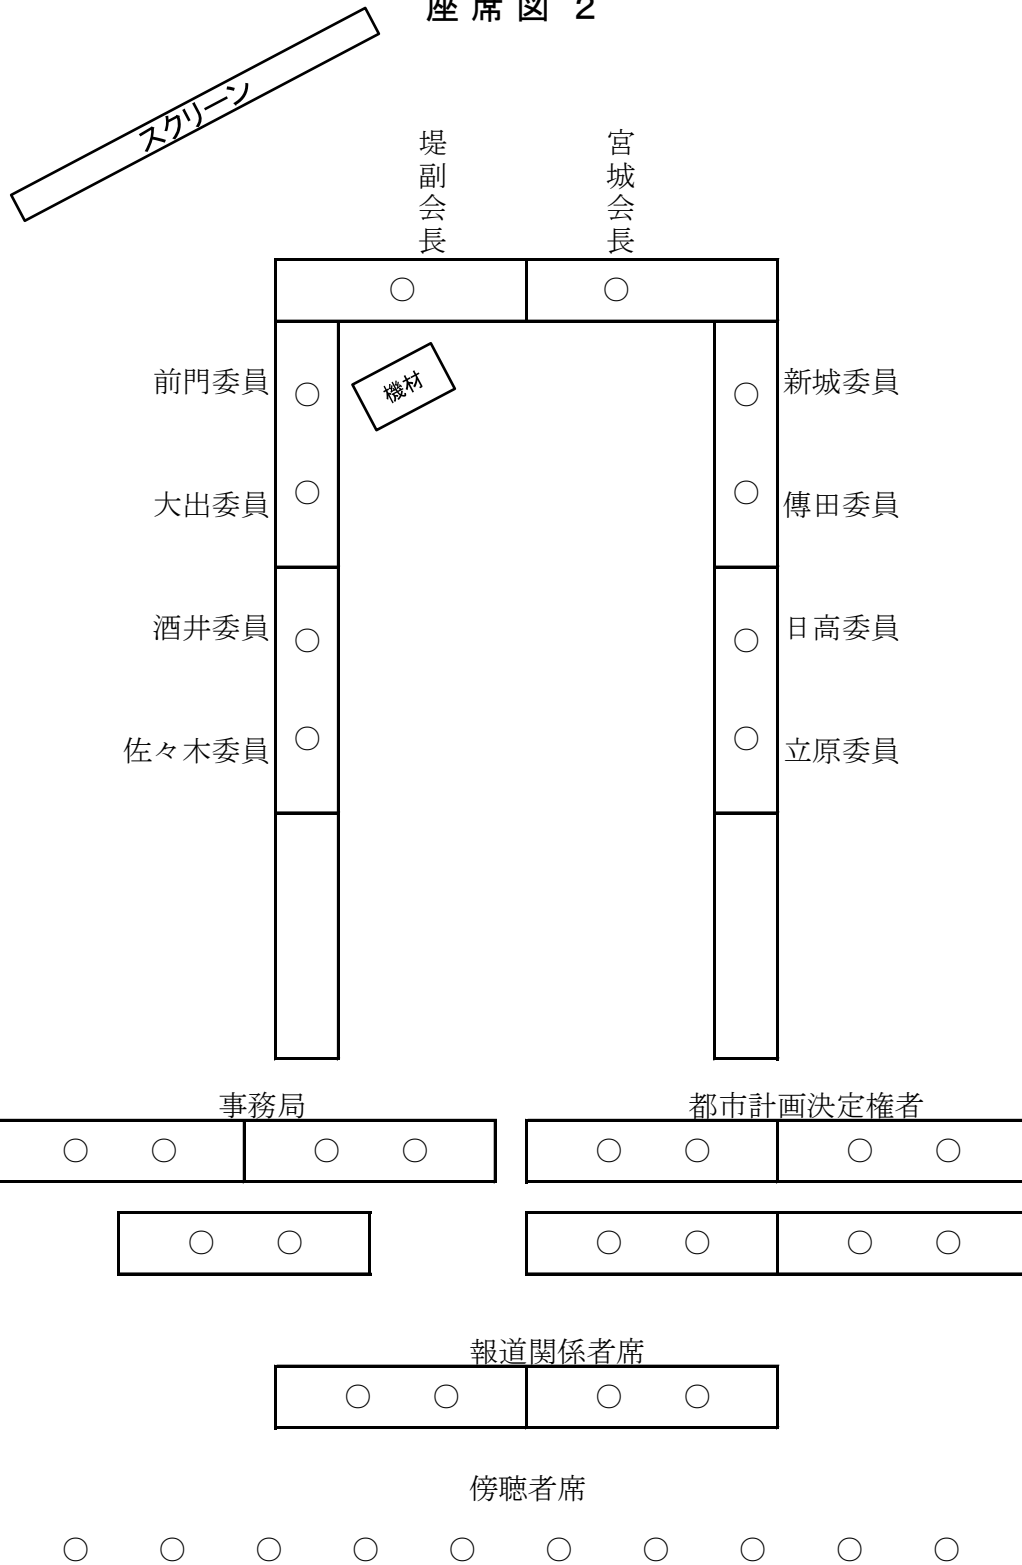 座席図 2
スクリーン
堤副会長
宮城会長
前門委員
機材
新城委員
大出委員
傳田委員
酒井委員
日高委員
佐々木委員
立原委員
事務局
都市計画決定権者
報道関係者席
傍聴者席